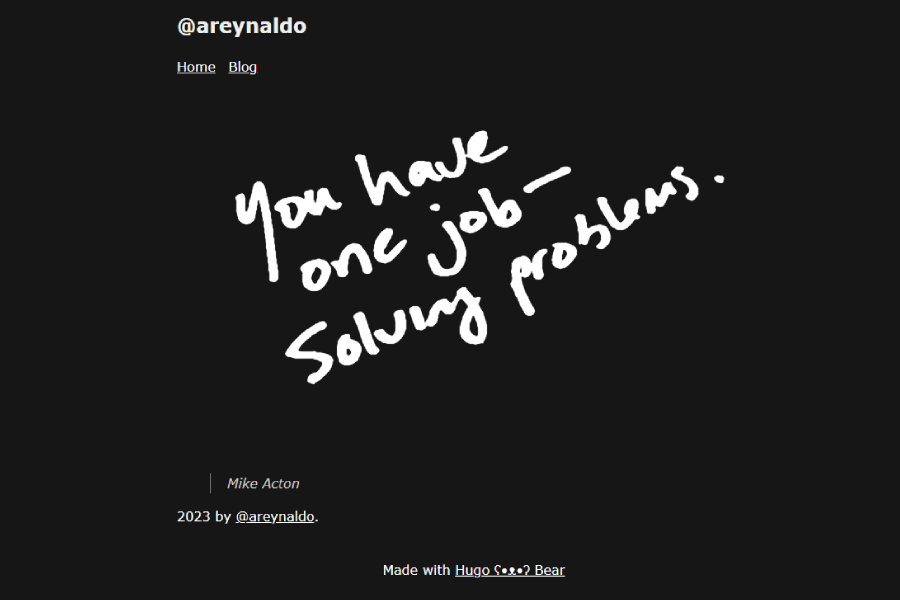 @areynaldo
Home Blog
You have
one job—
Solving problems.
Mike Acton
2023 by @areynaldo.
Made with Hugo ʕ•ᴥ•ʔ Bear